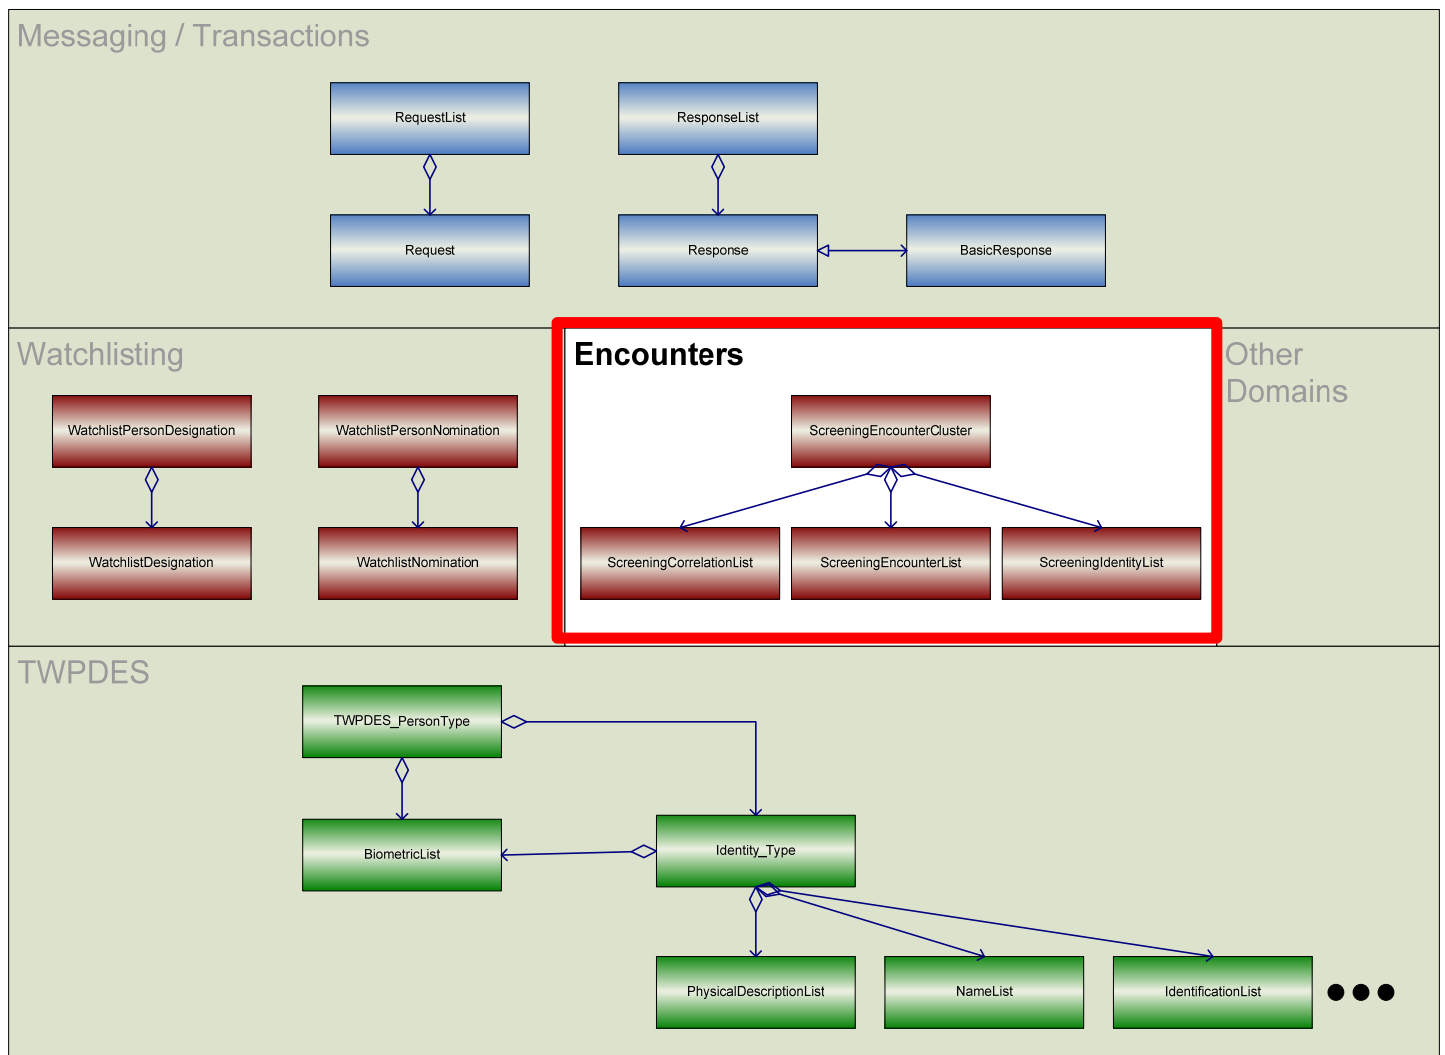 Messaging / Transactions
RequestList
ResponseList
Request
Response
BasicResponse
Watchlisting
WatchlistPersonDesignation
WatchlistPersonNomination
WatchlistDesignation
WatchlistNomination
Encounters
ScreeningEncounterCluster
ScreeningCorrelationList
ScreeningEncounterList
ScreeningIdentityList
Other
Domains
TWPDES
TWPDES_PersonType
BiometricList
Identity_Type
PhysicalDescriptionList
NameList
IdentificationList